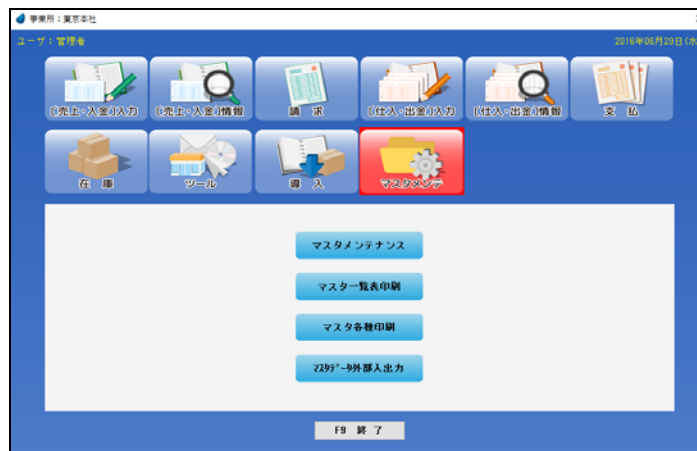 事業所：東京本社
ユーザ：管理者
2016年06月29日(水
〔売上・入金〕入力
〔売上・入金〕情報
請 求
〔仕入・出金〕入力
〔仕入・出金〕情報
支 払
在 庫
ツール
導 入
マスタメンテ
マスタメンテナンス
マスター覧表印刷
マスタ各種印刷
ﾏｽﾀﾃﾞｰﾀ外部入出力
F9 終 了